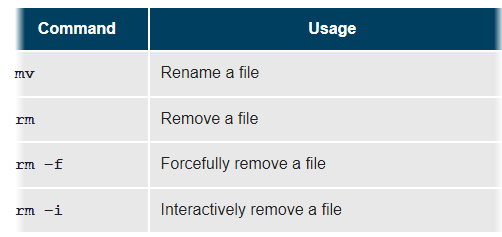 Command Usage
mv Rename a file
rm Remove a file
rm –f Forcefully remove a file
rm –i Interactively remove a file